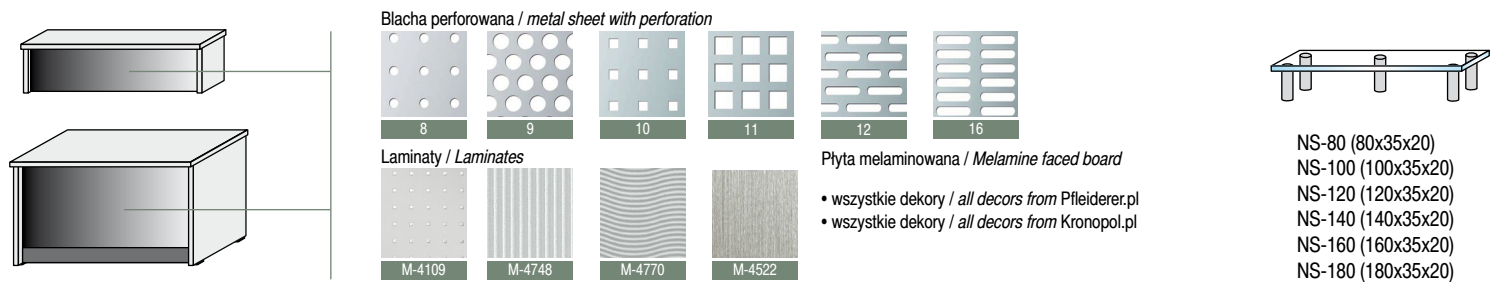 Blacha perforowana / metal sheet with perforation
8 9 10 11 12 16
Laminaty / Laminates
M-4109 M-4748 M-4770 M-4522
Płyta melaminowana / Melamine faced board
• wszystkie dekory / all decors from Pfleiderer.pl
• wszystkie dekory / all decors from Kronopol.pl
NS-80 (80x35x20)
NS-100 (100x35x20)
NS-120 (120x35x20)
NS-140 (140x35x20)
NS-160 (160x35x20)
NS-180 (180x35x20)